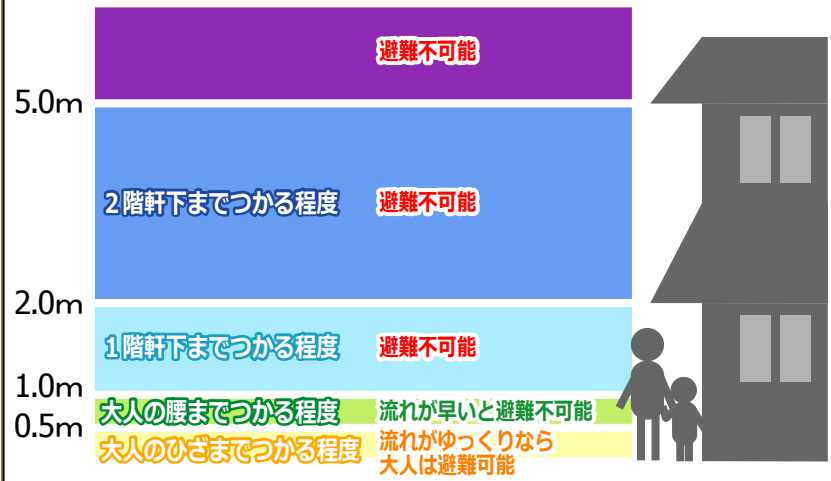 避難不可能
5.0m
2階軒下までつかる程度 避難不可能
2.0m
1階軒下までつかる程度 避難不可能
1.0m
大人の腰までつかる程度 流れが早いと避難不可能
0.5m
大人のひざまでつかる程度 流れがゆっくりなら
大人は避難可能